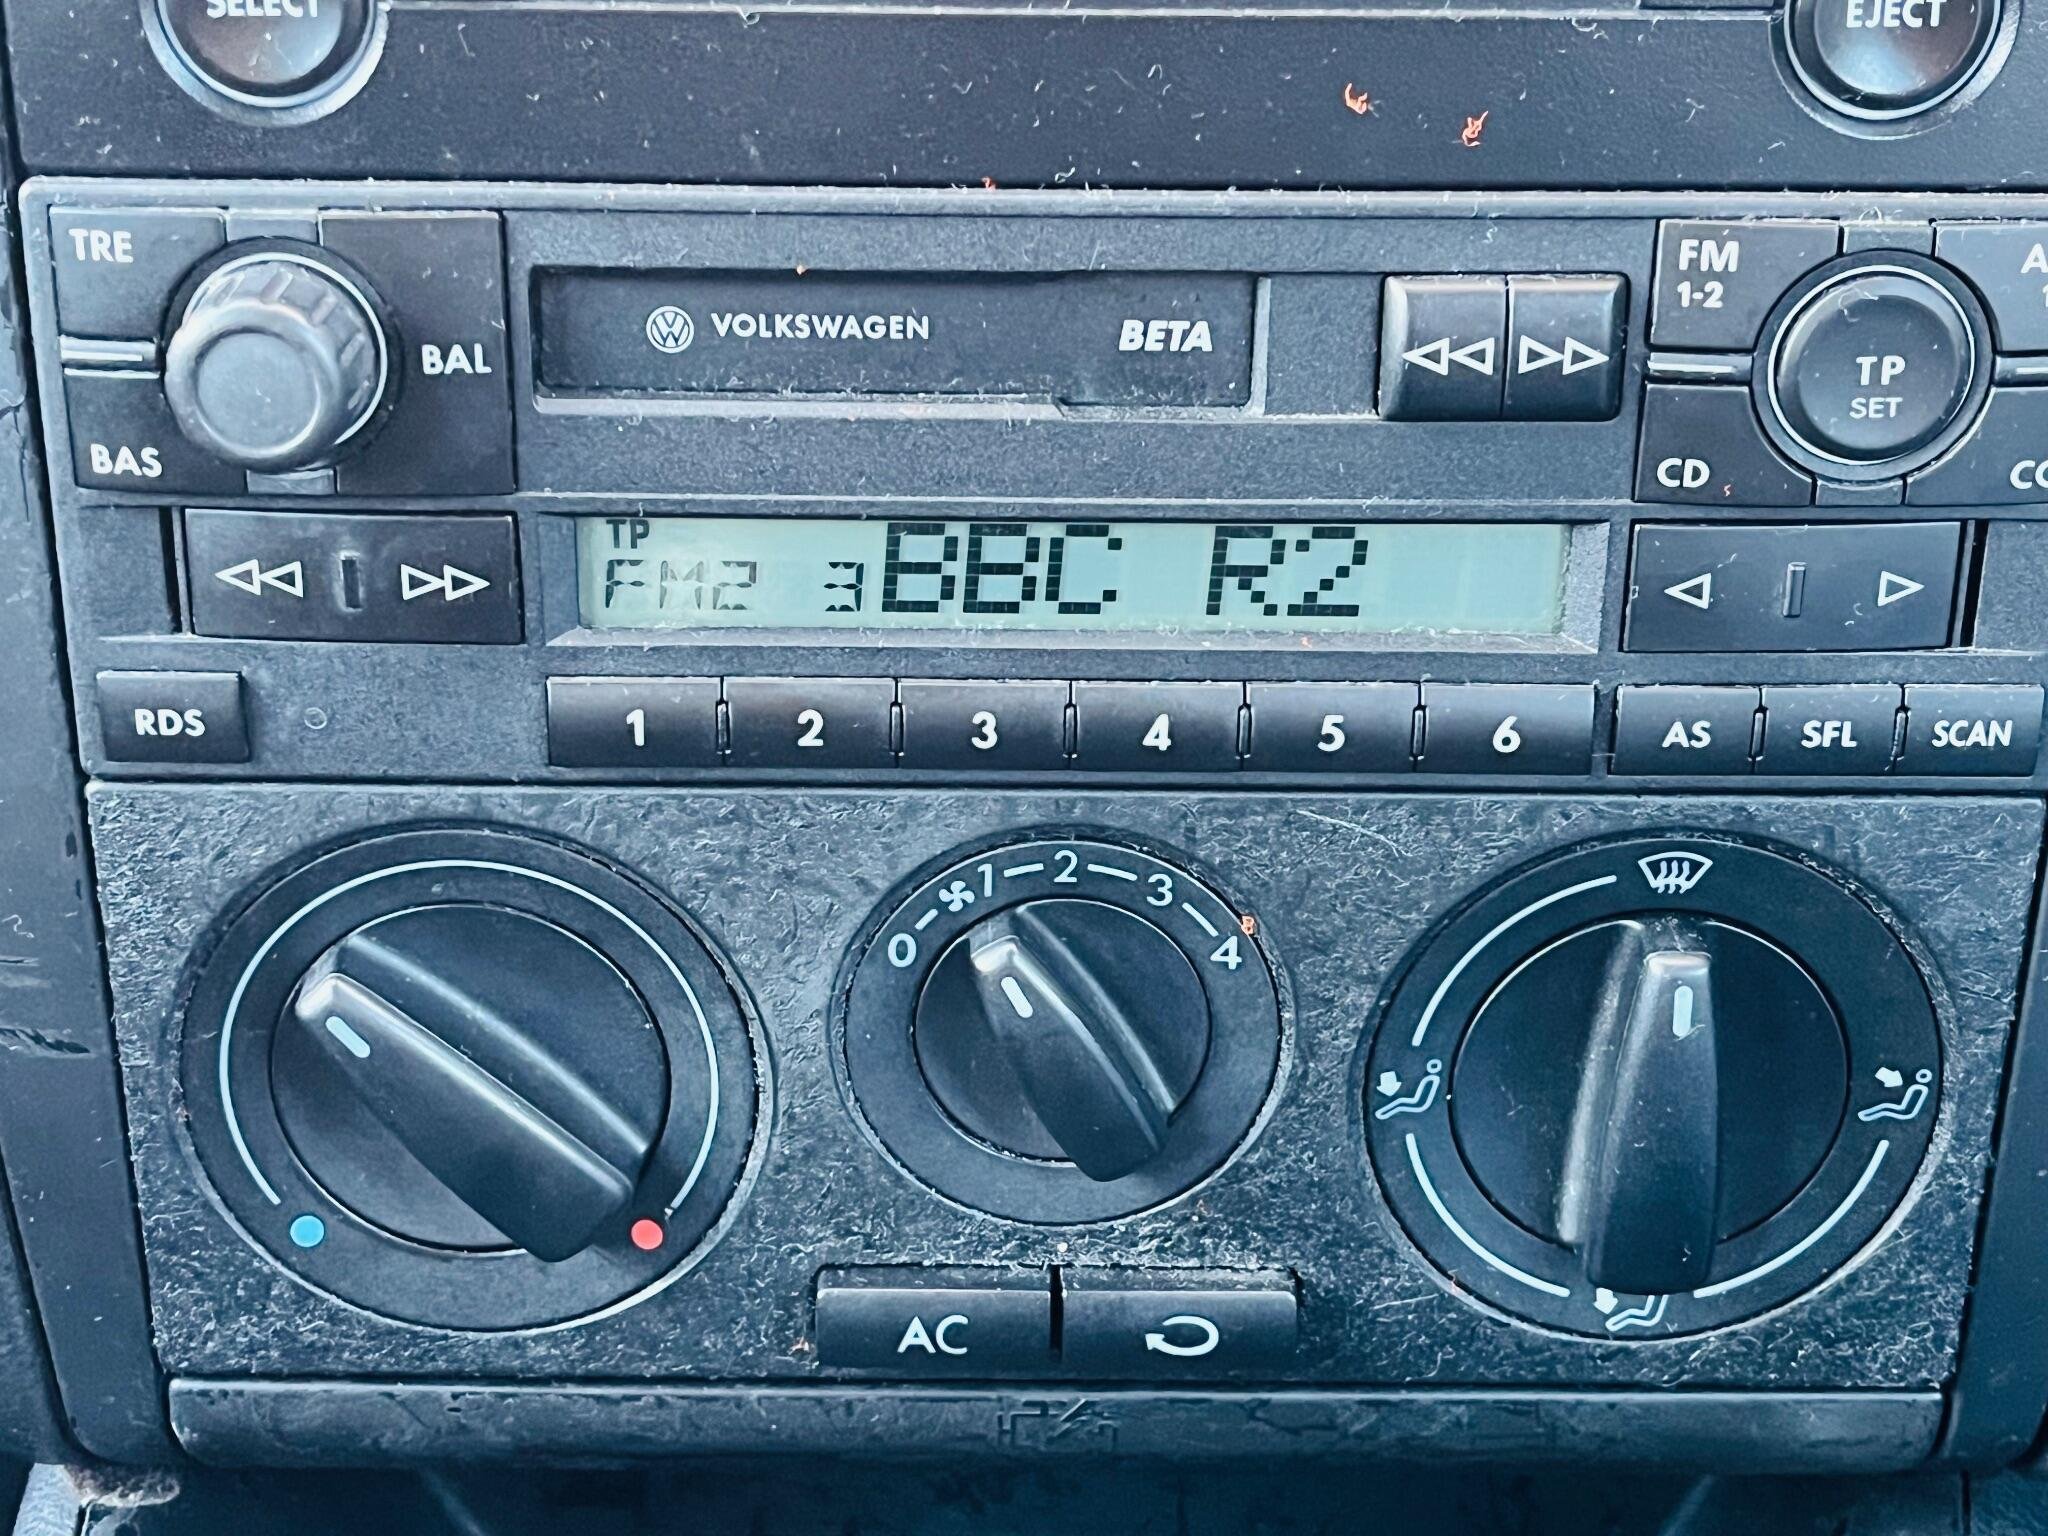 SELECT
EJECT
TRE
BAL
BAS
VOLKSWAGEN
BETA
FM
1-2
TP
SET
CD
TP
FM2 3 BBC R2
RDS
1 2 3 4 5 6
AS SFL SCAN
0 1 2 3 4
AC